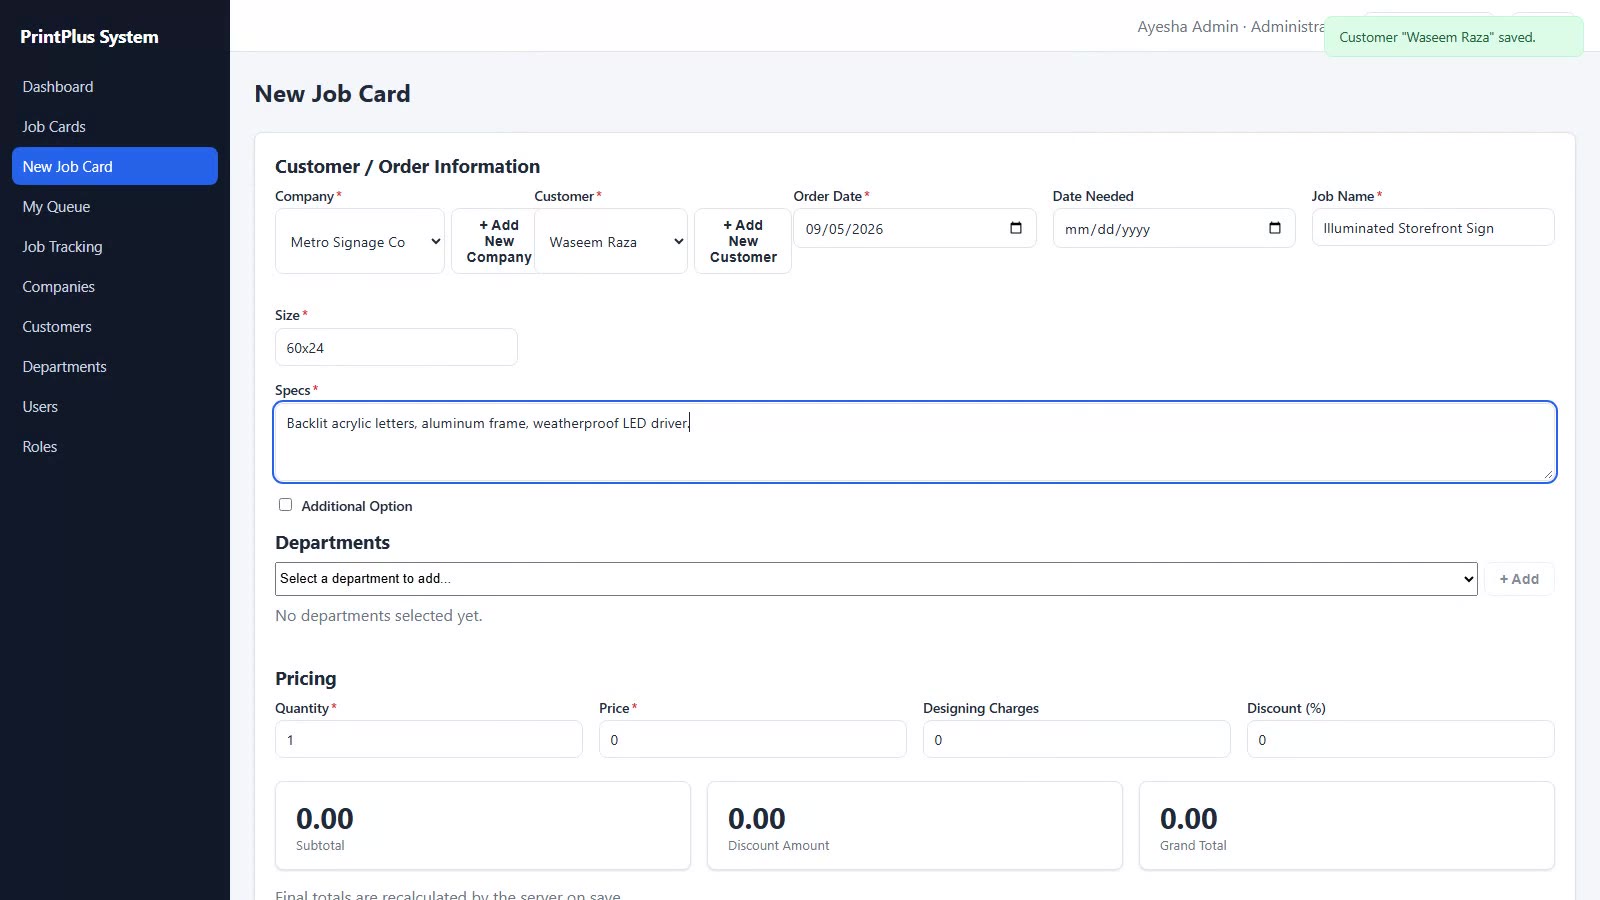 PrintPlus System
Dashboard
Job Cards
New Job Card
My Queue
Job Tracking
Companies
Customers
Departments
Users
Roles
Ayesha Admin · Administra
Customer "Waseem Raza" saved.
New Job Card
Customer / Order Information
Company*
Customer*
Order Date*
Date Needed
Job Name*
Metro Signage Co
+ Add New Company
Waseem Raza
+ Add New Customer
09/05/2026
mm/dd/yyyy
Illuminated Storefront Sign
Size*
60x24
Specs*
Backlit acrylic letters, aluminum frame, weatherproof LED driver.
Additional Option
Departments
Select a department to add...
+ Add
No departments selected yet.
Pricing
Quantity*
Price*
Designing Charges
Discount (%)
1
0
0
0
0.00
Subtotal
0.00
Discount Amount
0.00
Grand Total
Final totals are recalculated by the server on save.